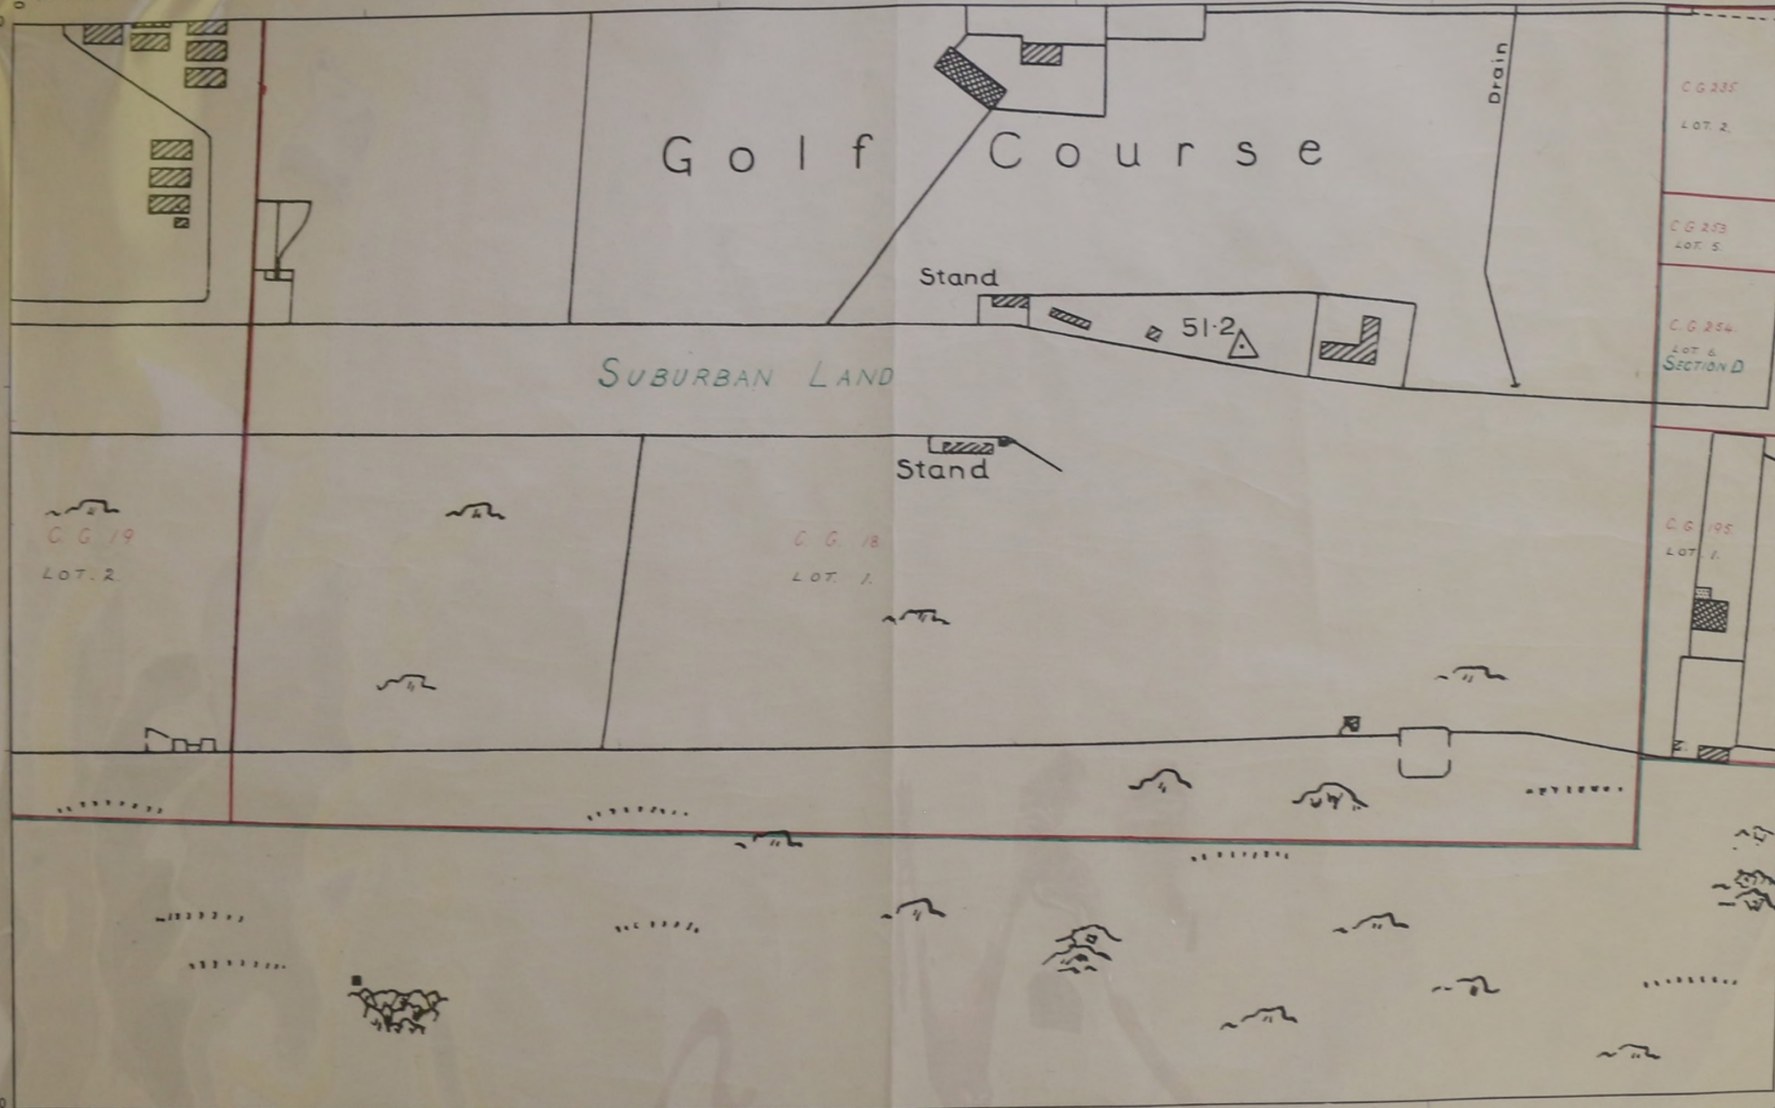 Drain
C G 235
LOT. 2.
Golf Course
C G 253
LOT. 5.
Stand
51·2
C. G 254.
LOT 6.
SECTION D
SUBURBAN LAND
Stand
C. G 19
LOT. 2.
C. G. 18
LOT. 1.
C. G. 195.
LOT. 1.